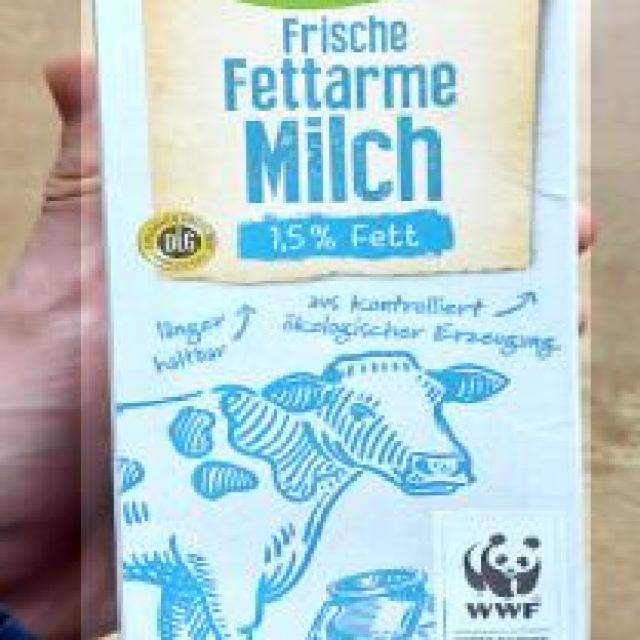 Frische
Fettarme
Milch
1,5 % Fett
DLG
länger
haltbar
aus kontrolliert
ökologischer Erzeugung.
WWF